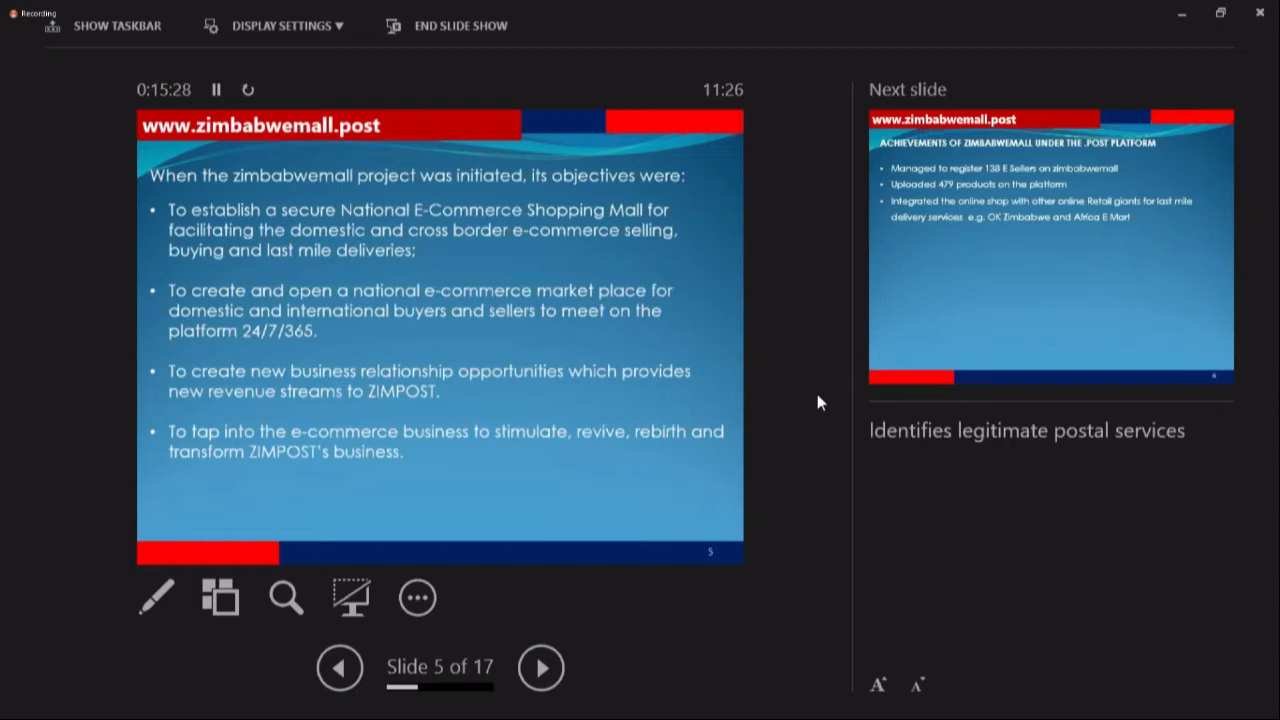 Recording
SHOW TASKBAR
DISPLAY SETTINGS ▼
END SLIDE SHOW
0:15:28
11:26
www.zimbabwemall.post
When the zimbabwemall project was initiated, its objectives were:
• To establish a secure National E-Commerce Shopping Mall for
facilitating the domestic and cross border e-commerce selling,
buying and last mile deliveries;
• To create and open a national e-commerce market place for
domestic and international buyers and sellers to meet on the
platform 24/7/365.
• To create new business relationship opportunities which provides
new revenue streams to ZIMPOST.
• To tap into the e-commerce business to stimulate, revive, rebirth and
transform ZIMPOST's business.
5
Slide 5 of 17
Next slide
www.zimbabwemall.post
ACHIEVEMENTS OF ZIMBABWEMALL UNDER THE .POST PLATFORM
• Managed to register 138 E Sellers on zimbabwemall
• Uploaded 479 products on the platform
• Integrated the online shop with other online Retail giants for last mile
delivery services e.g. OK Zimbabwe and Africa E Mart
6
Identifies legitimate postal services
A A